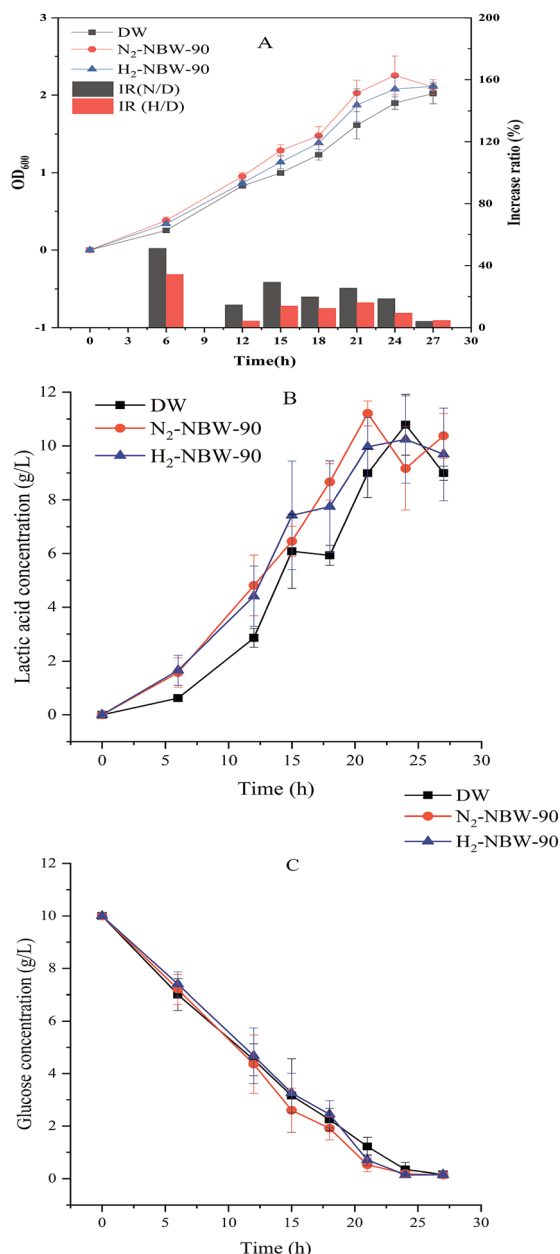 A
DW
N₂-NBW-90
H₂-NBW-90
IR(N/D)
IR (H/D)
3
2
1
0
-1
OD₆₀₀
200
160
120
80
40
0
Increase ratio (%)
0 3 6 9 12 15 18 21 24 27
Time(h)
B
DW
N₂-NBW-90
H₂-NBW-90
12
10
8
6
4
2
0
Lactic acid concentration (g/L)
0 5 10 15 20 25 30
Time (h)
DW
N₂-NBW-90
H₂-NBW-90
C
12
10
8
6
4
2
0
Glucose concentration (g/L)
0 5 10 15 20 25 30
Time (h)